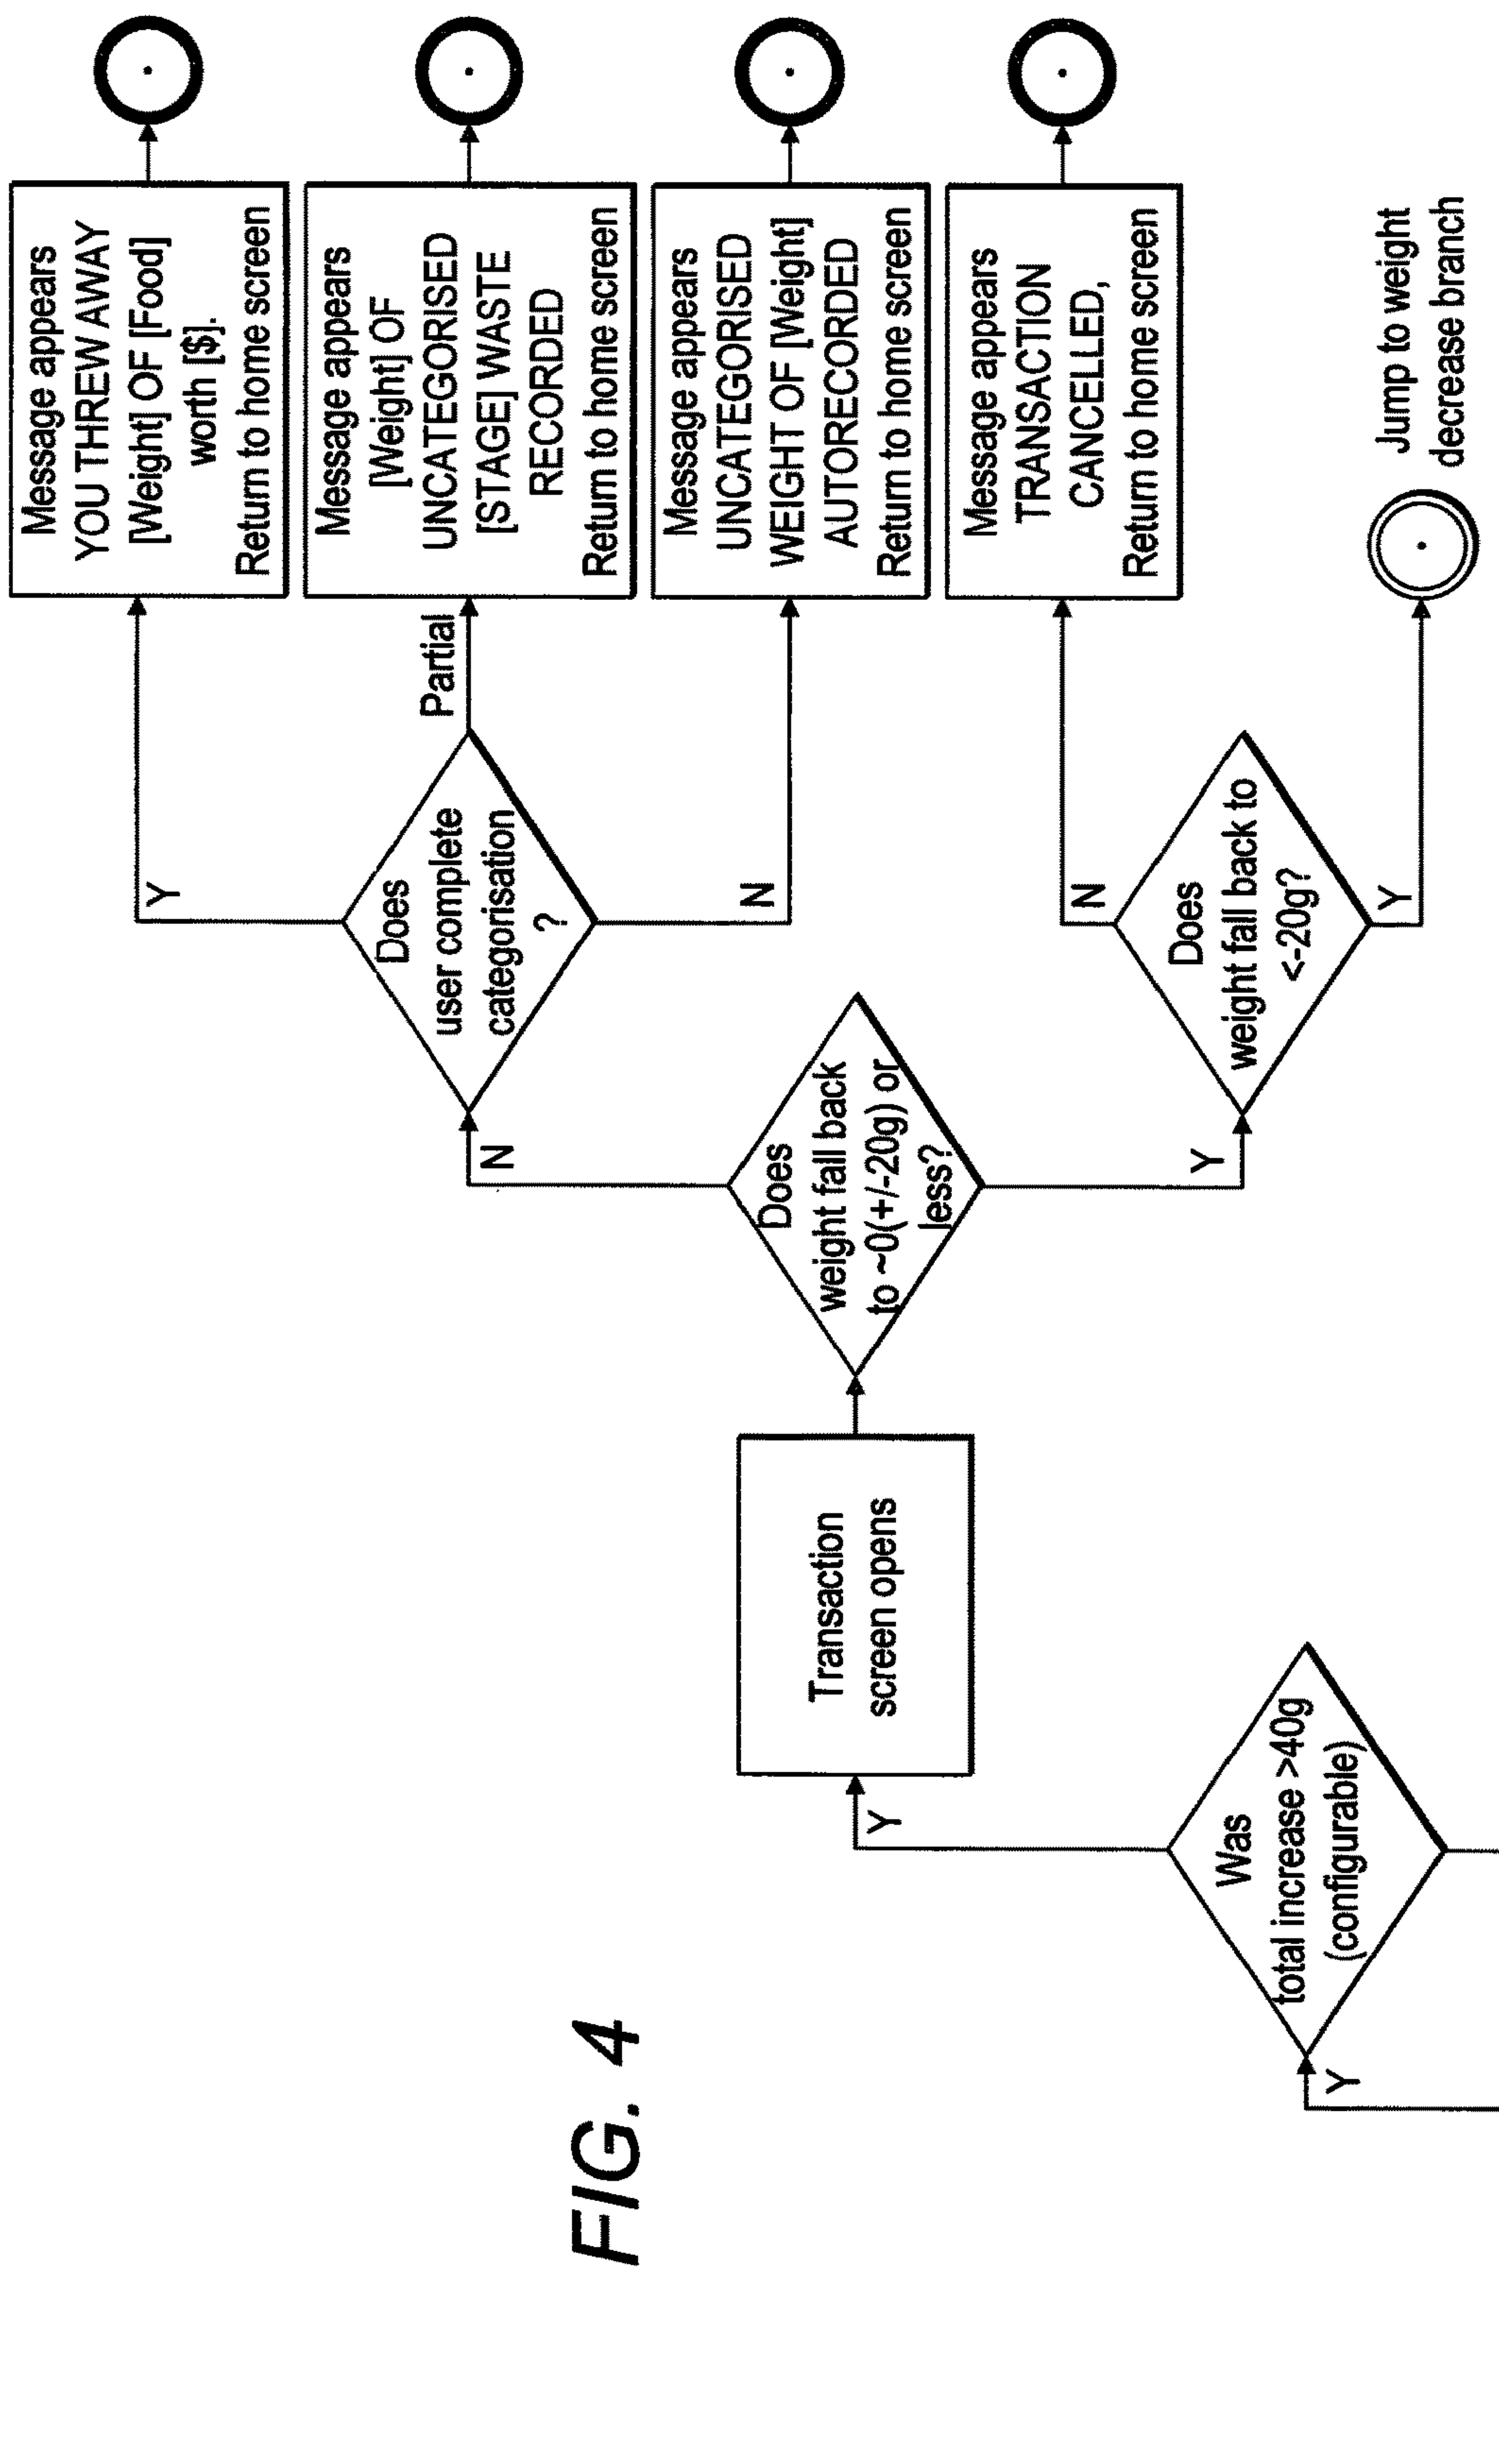 FIG. 4
Was
total increase >40g
(configurable)
Y
Y
Transaction
screen opens
Does
weight fall back
to ~0(+/-20g) or
less?
N
Y
Does
user complete
categorisation
?
Y
Partial
N
Does
weight fall back to
<-20g?
N
Y
Message appears
YOU THREW AWAY
[Weight] OF [Food]
worth [$].
Return to home screen
Message appears
[Weight] OF
UNCATEGORISED
[STAGE] WASTE
RECORDED
Return to home screen
Message appears
UNCATEGORISED
WEIGHT OF [Weight]
AUTORECORDED
Return to home screen
Message appears
TRANSACTION
CANCELLED,
Return to home screen
Jump to weight
decrease branch